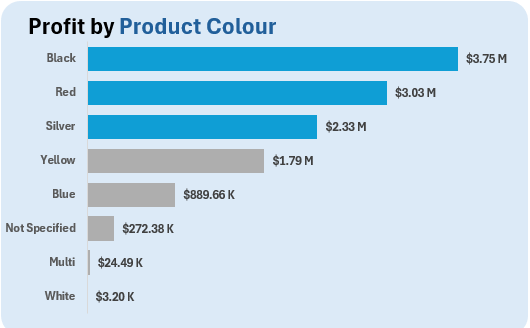 Profit by Product Colour
Black $3.75 M
Red $3.03 M
Silver $2.33 M
Yellow $1.79 M
Blue $889.66 K
Not Specified $272.38 K
Multi $24.49 K
White $3.20 K